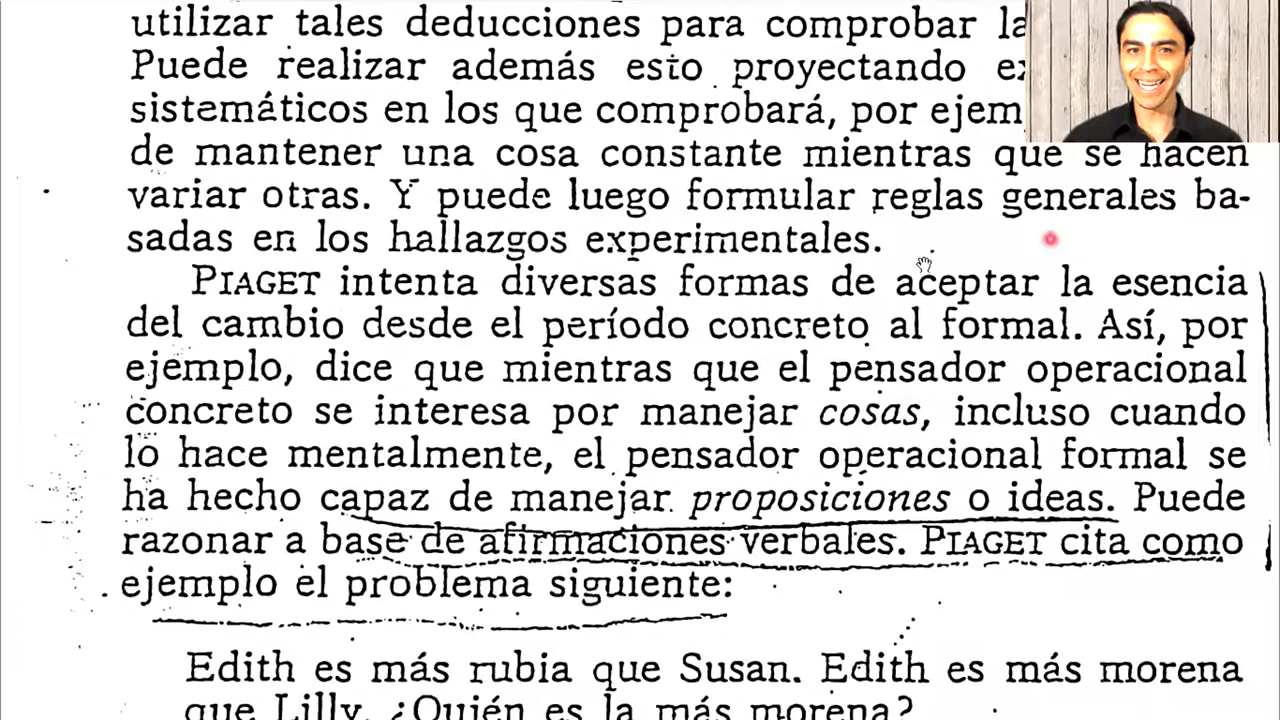 utilizar tales deducciones para comprobar la
Puede realizar además esto proyectando
sistemáticos en los que comprobará, por ejem
de mantener una cosa constante mientras que se hacen
variar otras. Y puede luego formular reglas generales ba-
sadas en los hallazgos experimentales.
PIAGET intenta diversas formas de aceptar la esencia
del cambio desde el período concreto al formal. Así, por
ejemplo, dice que mientras que el pensador operacional
concreto se interesa por manejar cosas, incluso cuando
lo hace mentalmente, el pensador operacional formal se
ha hecho capaz de manejar proposiciones o ideas. Puede
razonar a base de afirmaciones verbales. PIAGET cita como
ejemplo el problema siguiente:
Edith es más rubia que Susan. Edith es más morena
que Lilly. ¿Quién es la más morena?